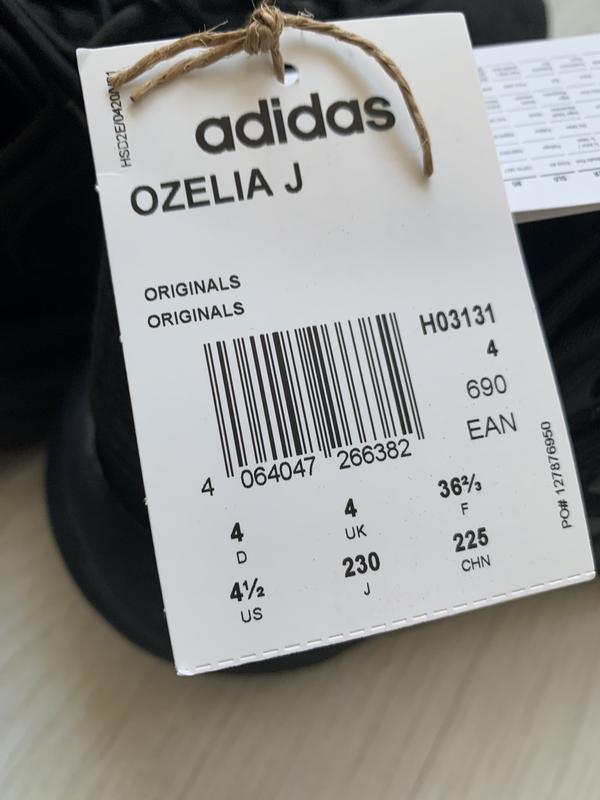 adidas
OZELIA J
ORIGINALS
ORIGINALS
H03131
4
690
EAN
4 064047 266382
4
D
4
UK
36⅔
F
4½
US
230
J
225
CHN
PO# 127876950